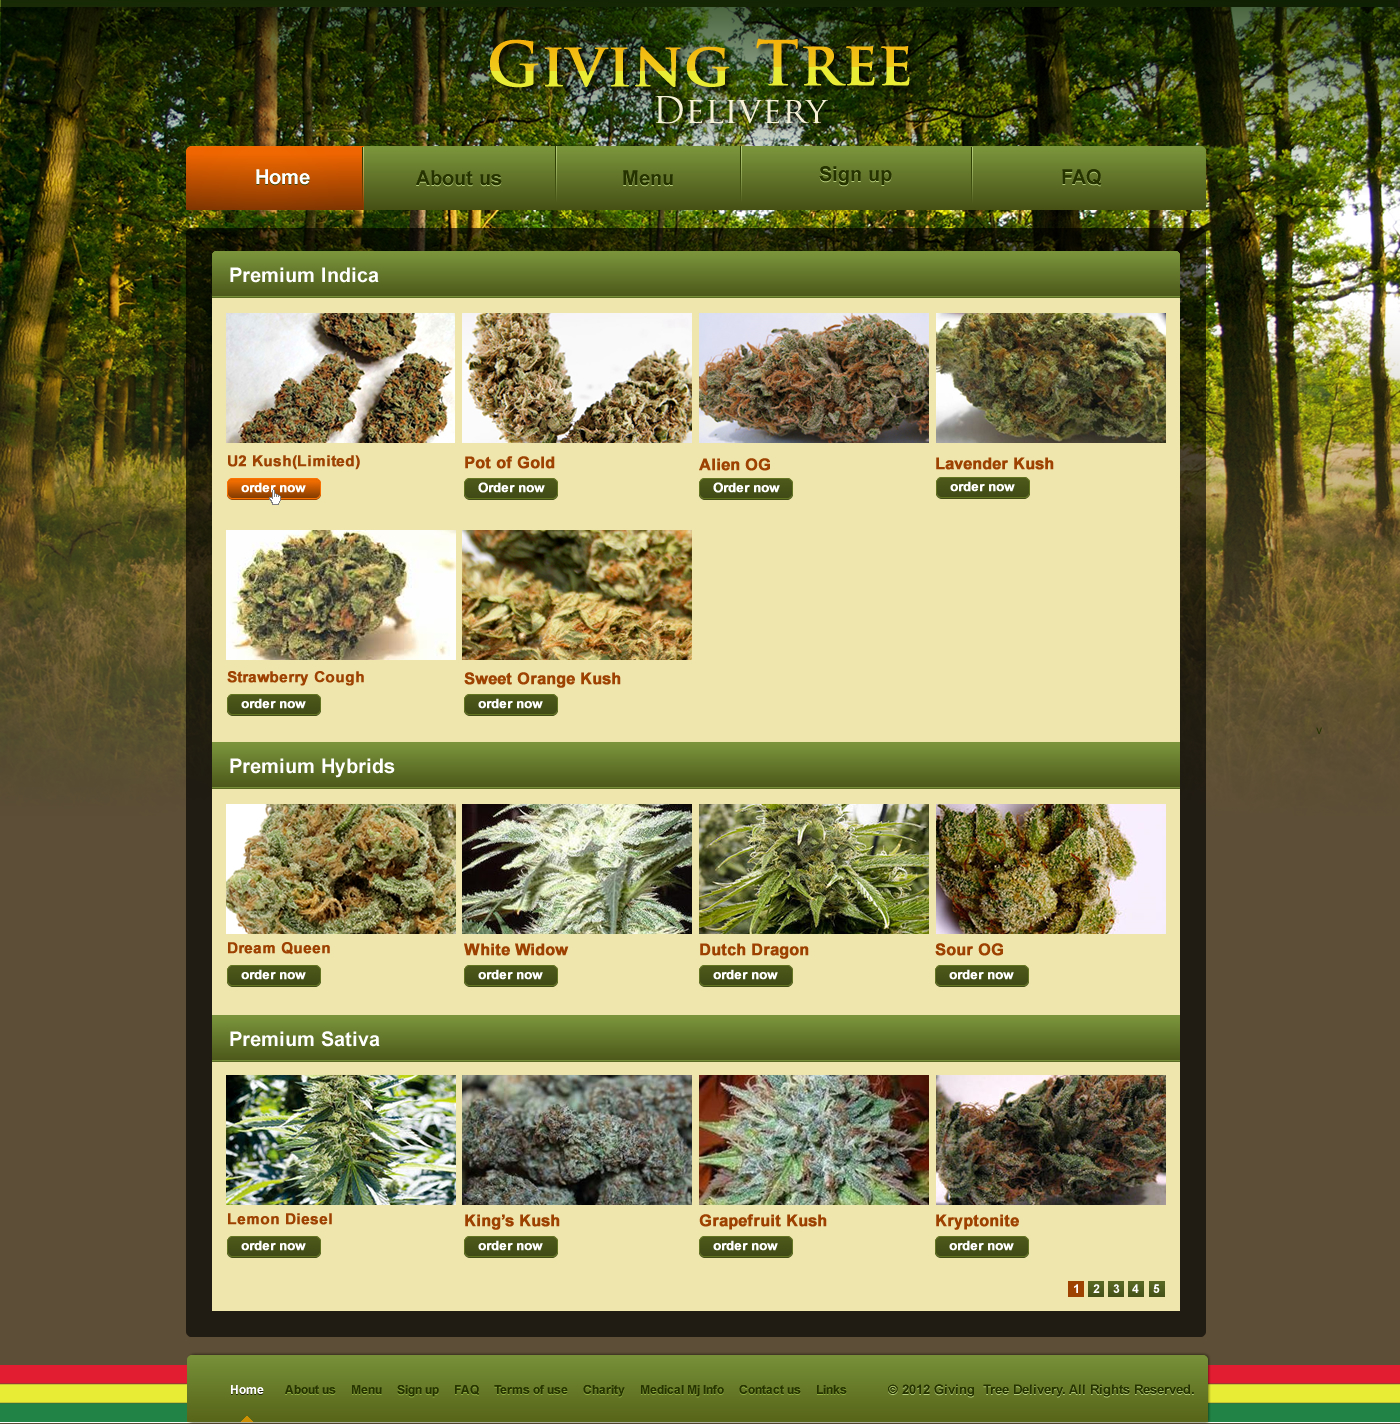 Giving Tree
Delivery
Home About us Menu Sign up FAQ
Premium Indica
U2 Kush(Limited) Pot of Gold Alien OG Lavender Kush
order now Order now Order now order now
Strawberry Cough Sweet Orange Kush
order now order now
v
Premium Hybrids
Dream Queen White Widow Dutch Dragon Sour OG
order now order now order now order now
Premium Sativa
Lemon Diesel King's Kush Grapefruit Kush Kryptonite
order now order now order now order now
1 2 3 4 5
Home About us Menu Sign up FAQ Terms of use Charity Medical Mj Info Contact us Links © 2012 Giving Tree Delivery. All Rights Reserved.